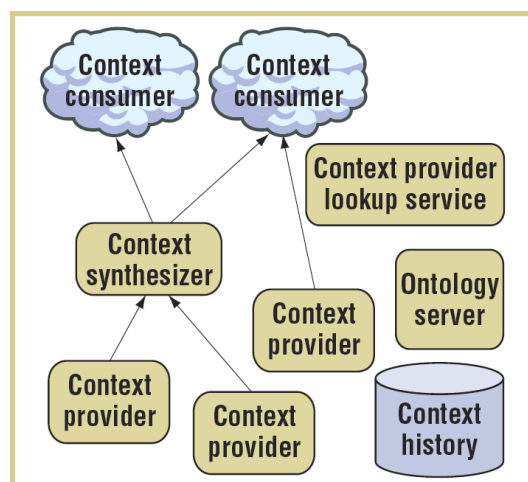 Context
consumer
Context
consumer
Context provider
lookup service
Context
synthesizer
Ontology
server
Context
provider
Context
provider
Context
provider
Context
history